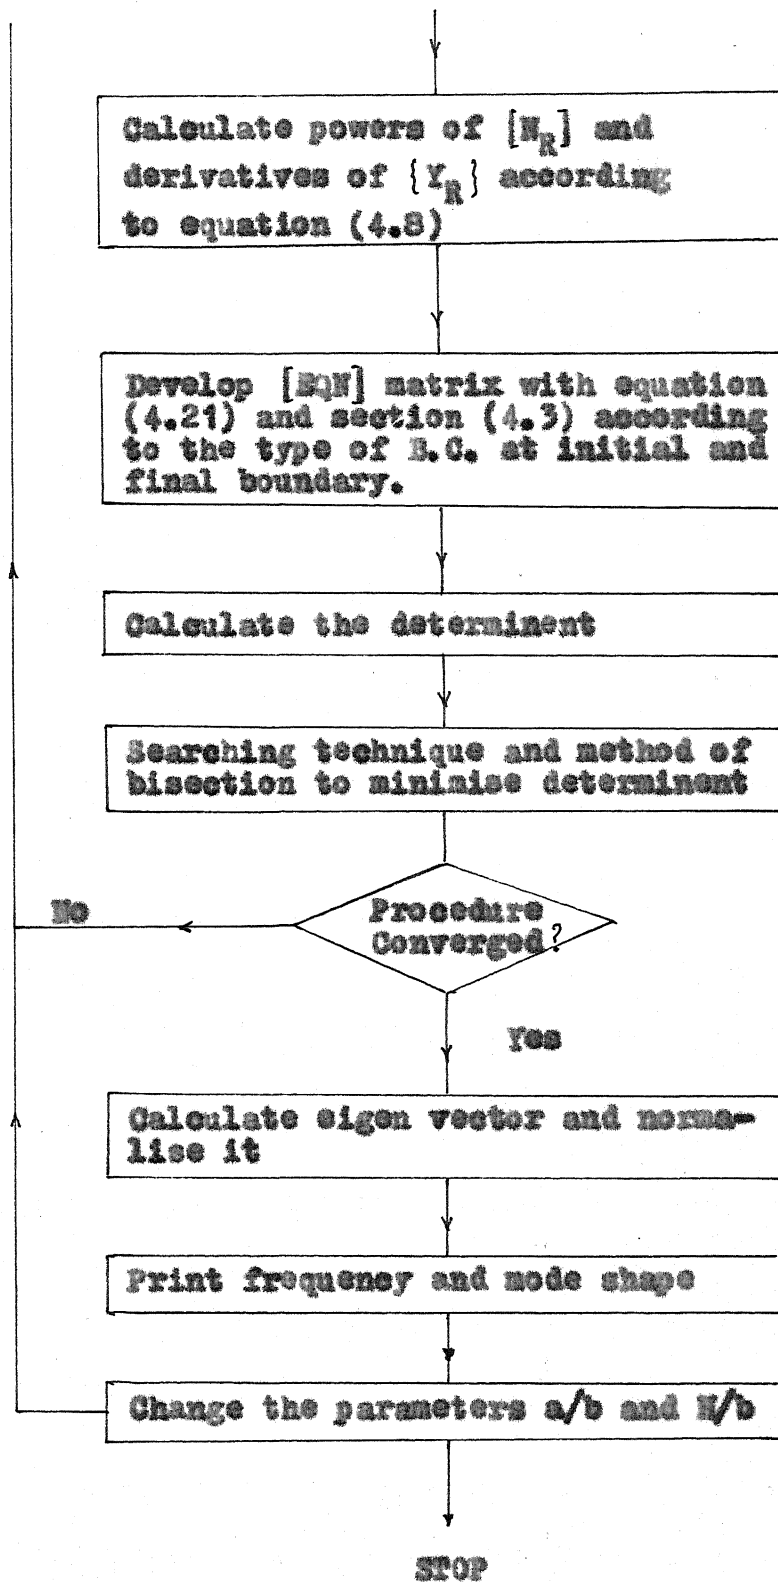 Calculate powers of [N_R] and
derivatives of {Y_R} according
to equation (4.8)
Develop [EQN] matrix with equation
(4.21) and section (4.3) according
to the type of B.C. at initial and
final boundary.
Calculate the determinent
Searching technique and method of
bisection to minimise determinent
Procedure
Converged?
No
Yes
Calculate eigen vector and norma-
lise it
Print frequency and mode shape
Change the parameters a/b and H/b
STOP